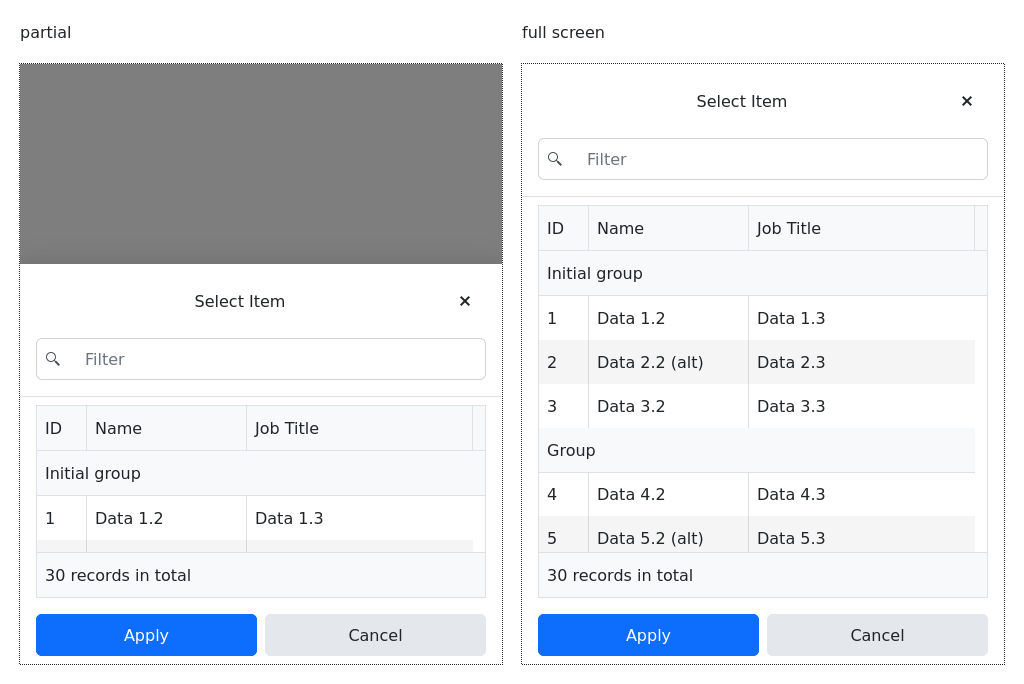 partial
Select Item ×
Filter
ID Name Job Title
Initial group
1 Data 1.2 Data 1.3
30 records in total
Apply Cancel
full screen
Select Item ×
Filter
ID Name Job Title
Initial group
1 Data 1.2 Data 1.3
2 Data 2.2 (alt) Data 2.3
3 Data 3.2 Data 3.3
Group
4 Data 4.2 Data 4.3
5 Data 5.2 (alt) Data 5.3
30 records in total
Apply Cancel